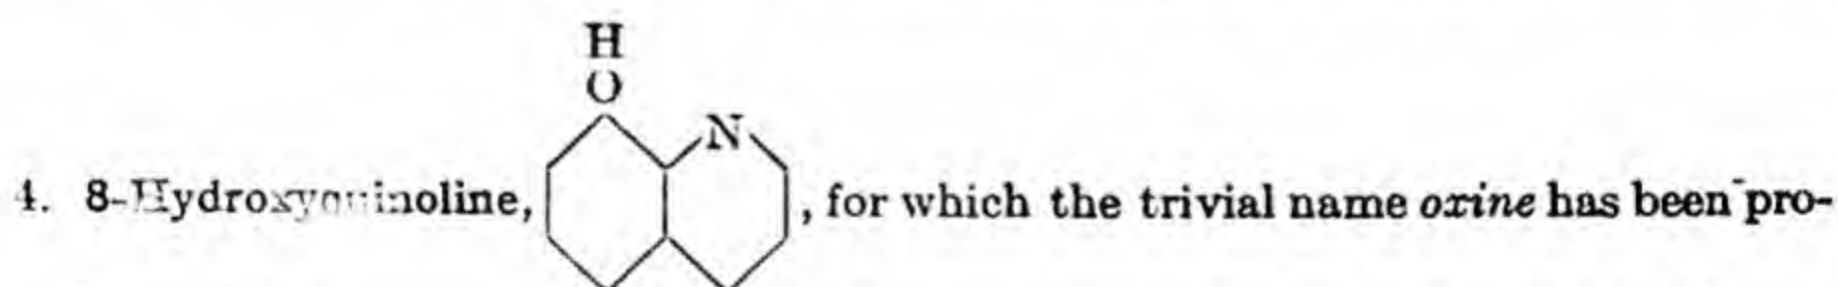 H
O
N
4. 8-Hydroxyquinoline, , for which the trivial name oxine has been pro-